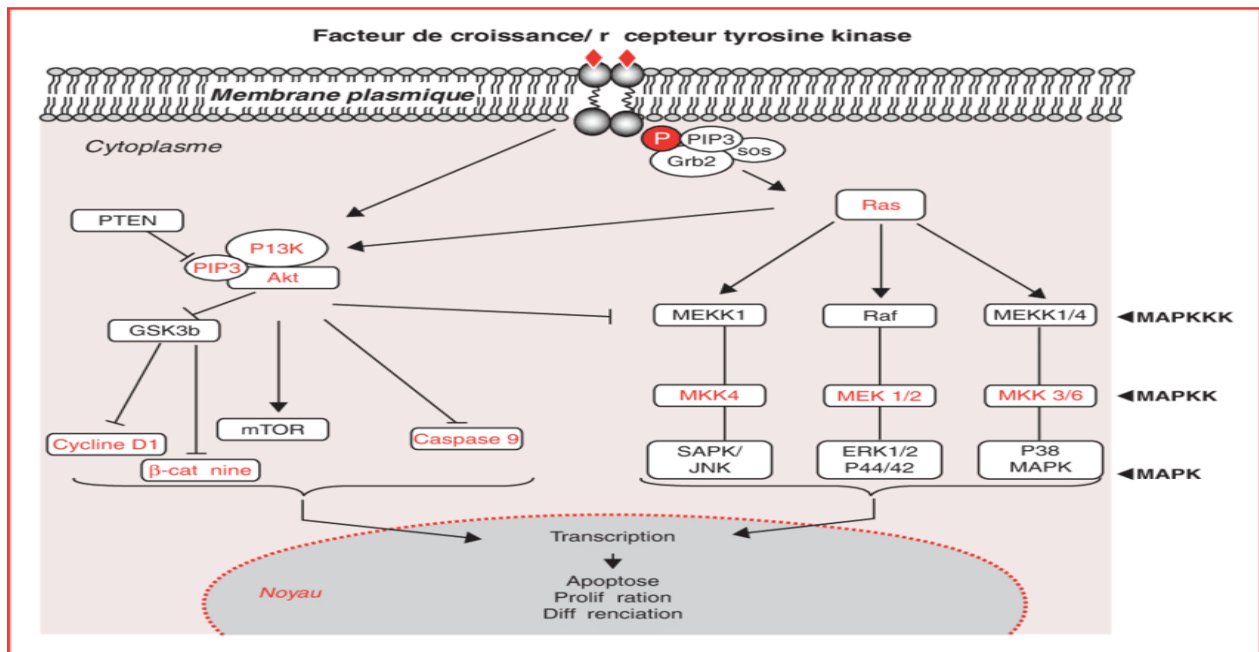 Facteur de croissance/ r cepteur tyrosine kinase
Membrane plasmique
Cytoplasme
P
PIP3
Grb2
sos
Ras
PTEN
P13K
PIP3
Akt
GSK3b
MEKK1
Raf
MEKK1/4
MAPKKK
MKK4
MEK 1/2
MKK 3/6
MAPKK
Cycline D1
mTOR
Caspase 9
β-cat nine
SAPK/
JNK
ERK1/2
P44/42
P38
MAPK
MAPK
Transcription
Apoptose
Prolif ration
Diff renciation
Noyau